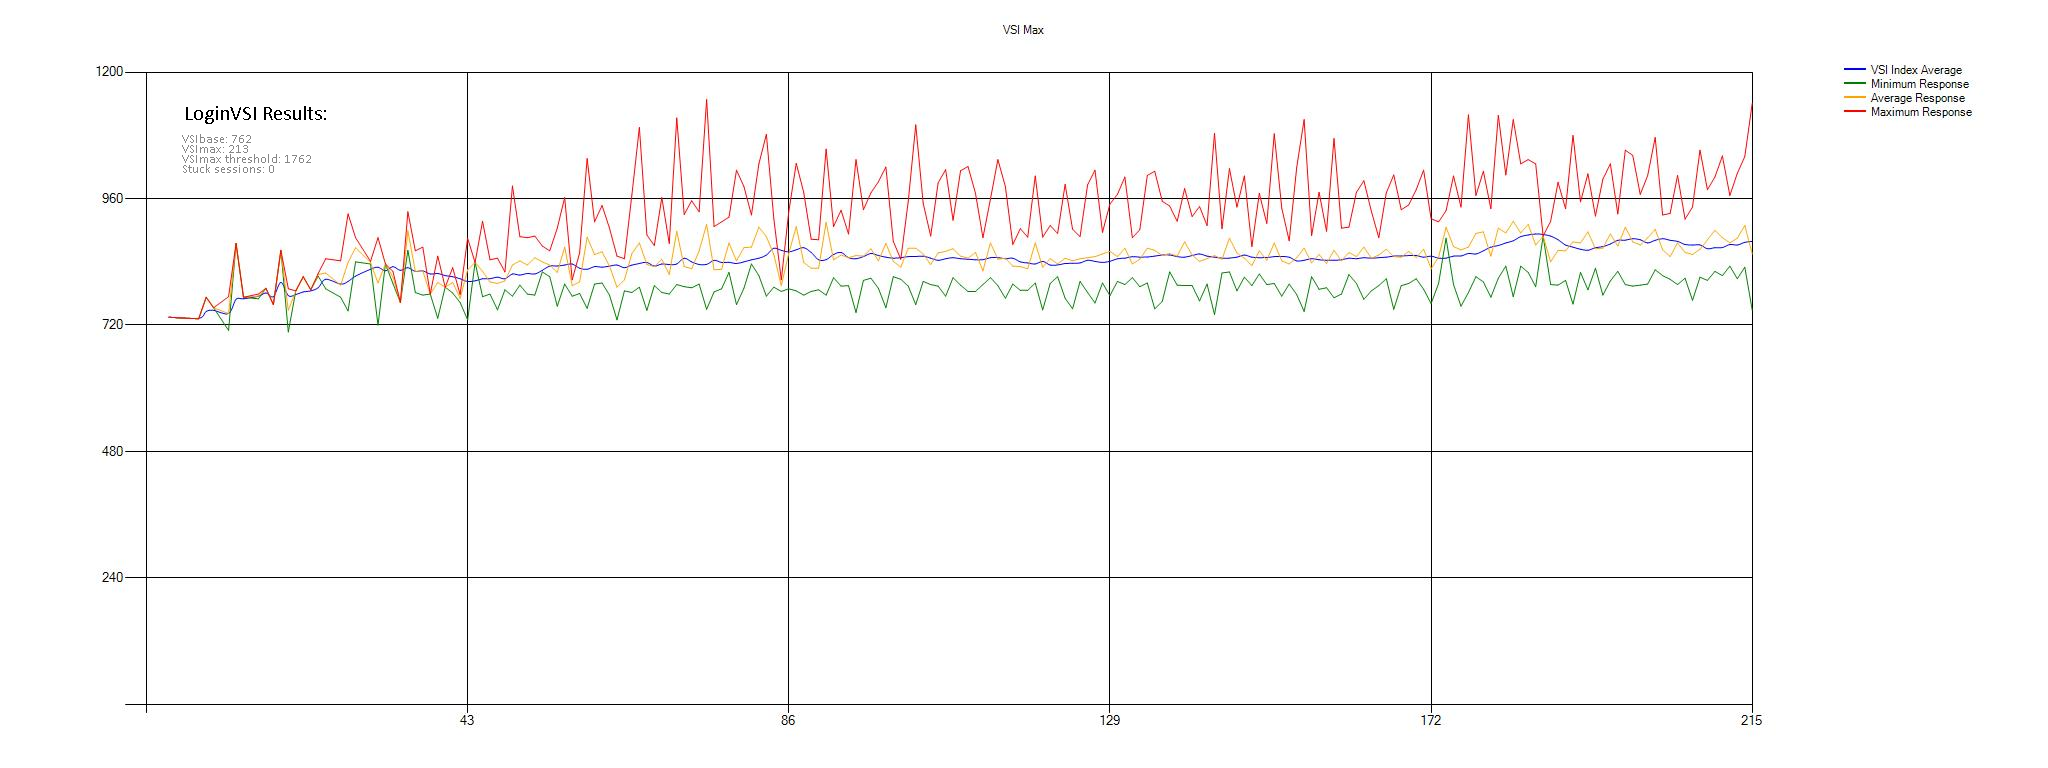 VSI Max
1200
960
720
480
240
43
86
129
172
215
LoginVSI Results:
VSIbase: 762
VSImax: 213
VSImax threshold: 1762
Stuck sessions: 0
VSI Index Average
Minimum Response
Average Response
Maximum Response